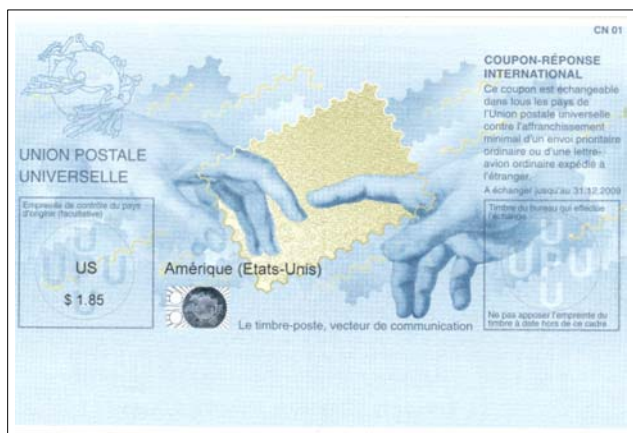 CN 01
COUPON-RÉPONSE
INTERNATIONAL
Ce coupon est échangeable
dans tous les pays de
l'Union postale universelle
contre l'affranchissement
minimal d'un envoi prioritaire
ordinaire ou d'une lettre-
avion ordinaire expédié à
l'étranger.
A échanger jusqu'au 31.12.2009
UNION POSTALE
UNIVERSELLE
Empreinte de contrôle du pays
d'origine (facultative)
US
$ 1.85
Amérique (Etats-Unis)
Le timbre-poste, vecteur de communication
Timbre du bureau qui effectue
l'échange
UPU
Ne pas apposer l'empreinte du
timbre à date hors de ce cadre